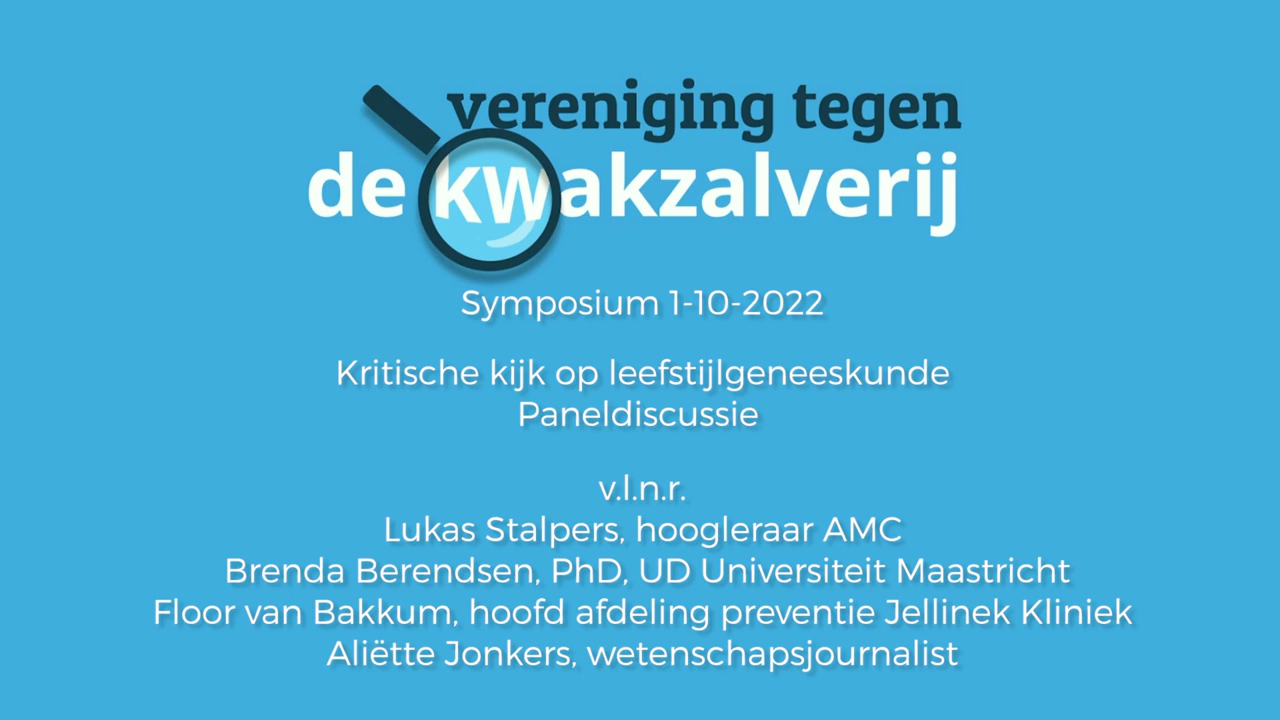 vereniging tegen
de kwakzalverij
Symposium 1-10-2022
Kritische kijk op leefstijlgeneeskunde
Paneldiscussie
v.l.n.r.
Lukas Stalpers, hoogleraar AMC
Brenda Berendsen, PhD, UD Universiteit Maastricht
Floor van Bakkum, hoofd afdeling preventie Jellinek Kliniek
Aliëtte Jonkers, wetenschapsjournalist